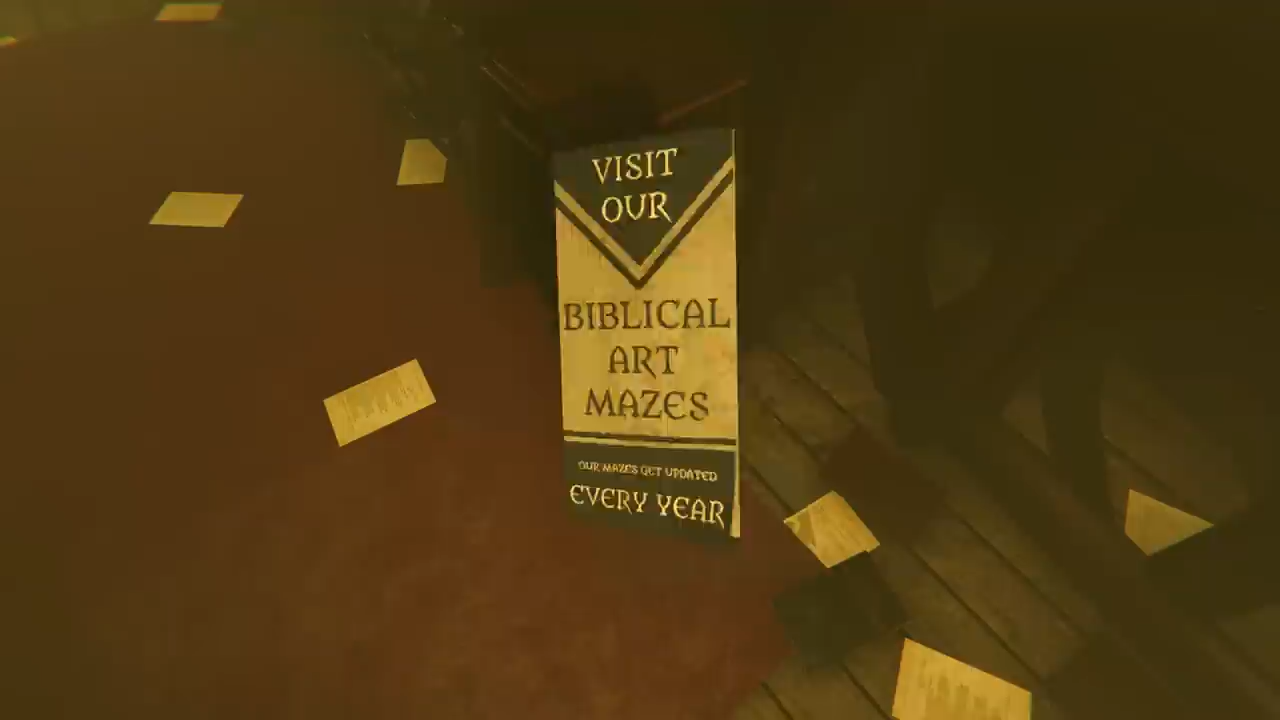 VISIT
OUR
BIBLICAL
ART
MAZES
OUR MAZES GET UPDATED
EVERY YEAR